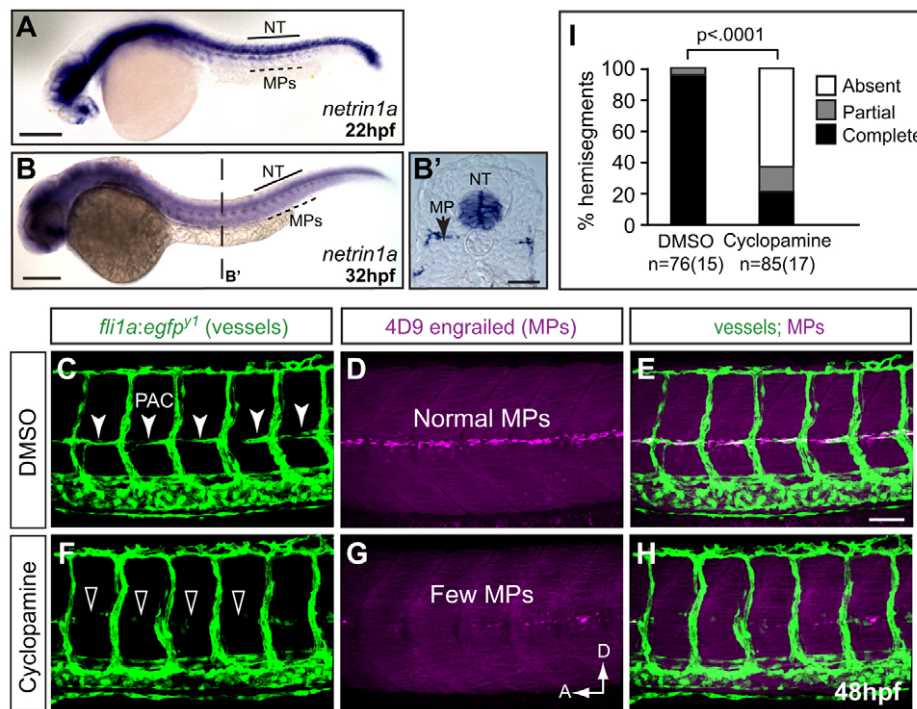 A
NT
MPs
netrin1a
22hpf
B
NT
MPs
netrin1a
32hpf
B'
B'
NT
MP
I
p<.0001
% hemisegments
100
80
60
40
20
0
Absent
Partial
Complete
DMSO Cyclopamine
n=76(15) n=85(17)
fli1a:egfpy1 (vessels)
4D9 engrailed (MPs)
vessels; MPs
DMSO
C
PAC
D
Normal MPs
E
Cyclopamine
F
G
Few MPs
D
A
H
48hpf